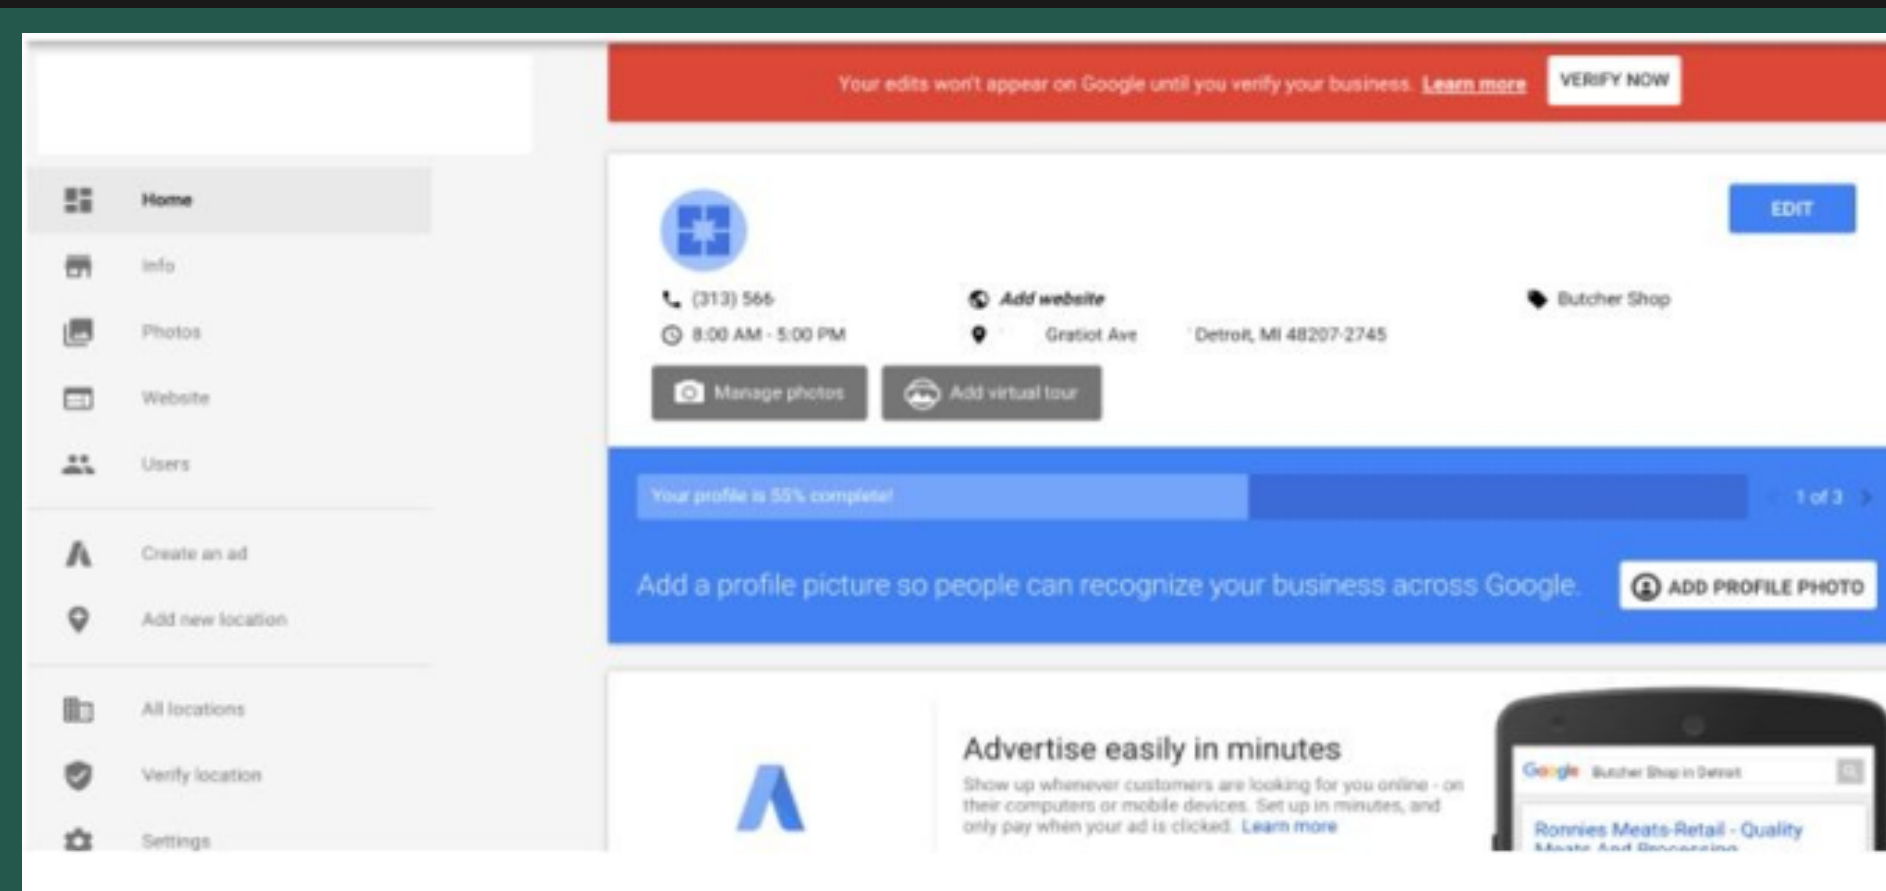 Your edits won't appear on Google until you verify your business. Learn more VERIFY NOW
Home
Info
Photos
Website
Users
Create an ad
Add new location
All locations
Verify location
Settings
EDIT
(313) 566
Add website
Butcher Shop
8:00 AM - 5:00 PM
Gratiot Ave Detroit, MI 48207-2745
Manage photos
Add virtual tour
Your profile is 55% complete!
1 of 3
Add a profile picture so people can recognize your business across Google.
ADD PROFILE PHOTO
Advertise easily in minutes
Show up whenever customers are looking for you online - on
their computers or mobile devices. Set up in minutes, and
only pay when your ad is clicked. Learn more
Google Butcher Shop in Detroit
Ronnies Meats-Retail - Quality
Meats And Processing